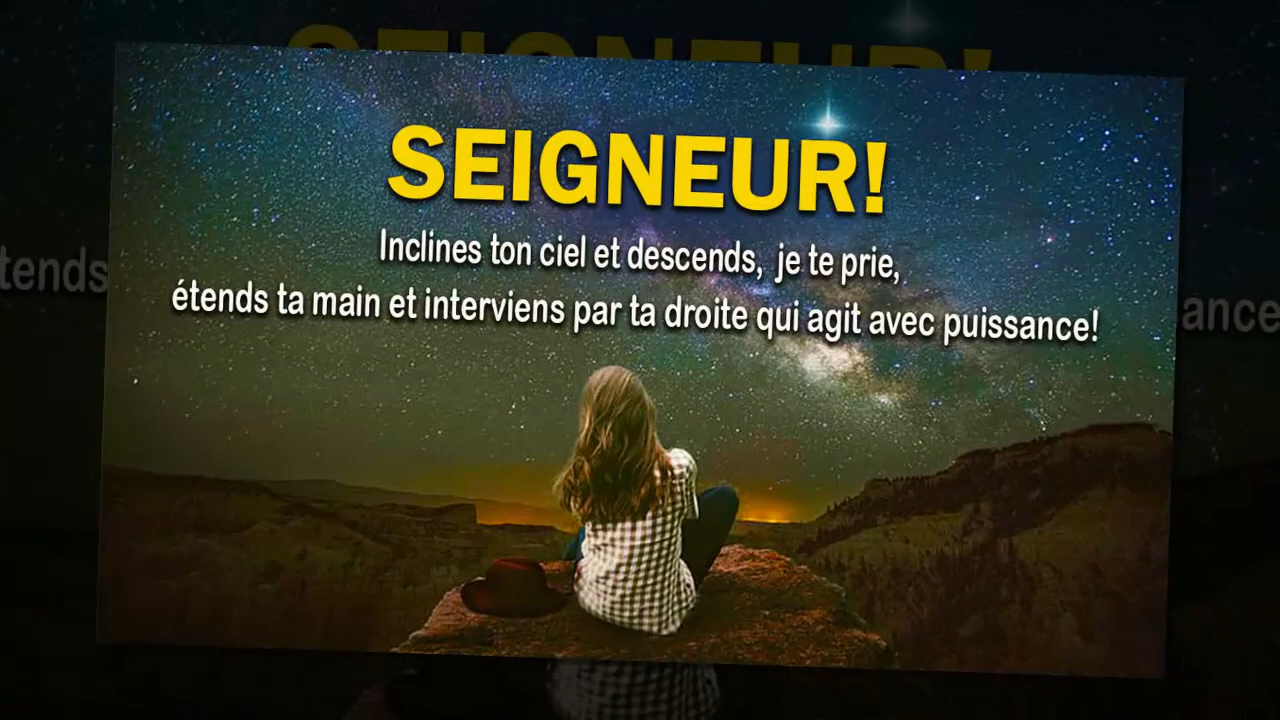 SEIGNEUR!
Inclines ton ciel et descends, je te prie,
étends ta main et interviens par ta droite qui agit avec puissance!